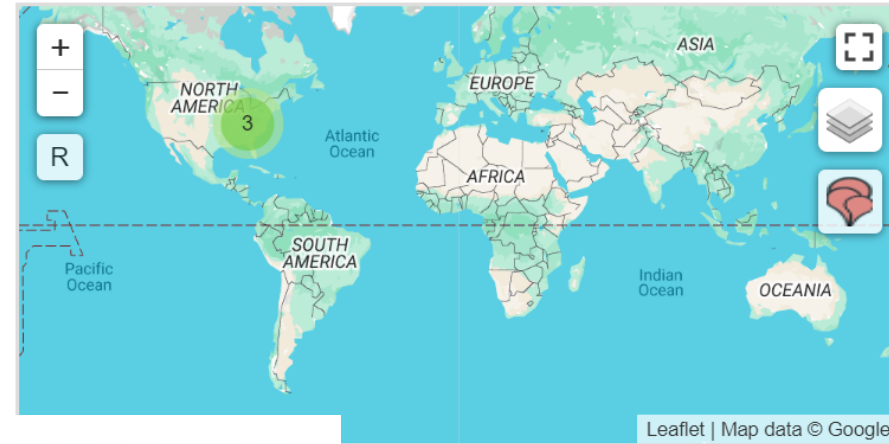 +
−
R
NORTH
AMERICA
3
Atlantic
Ocean
EUROPE
ASIA
AFRICA
SOUTH
AMERICA
Pacific
Ocean
Indian
Ocean
OCEANIA
Leaflet | Map data © Google